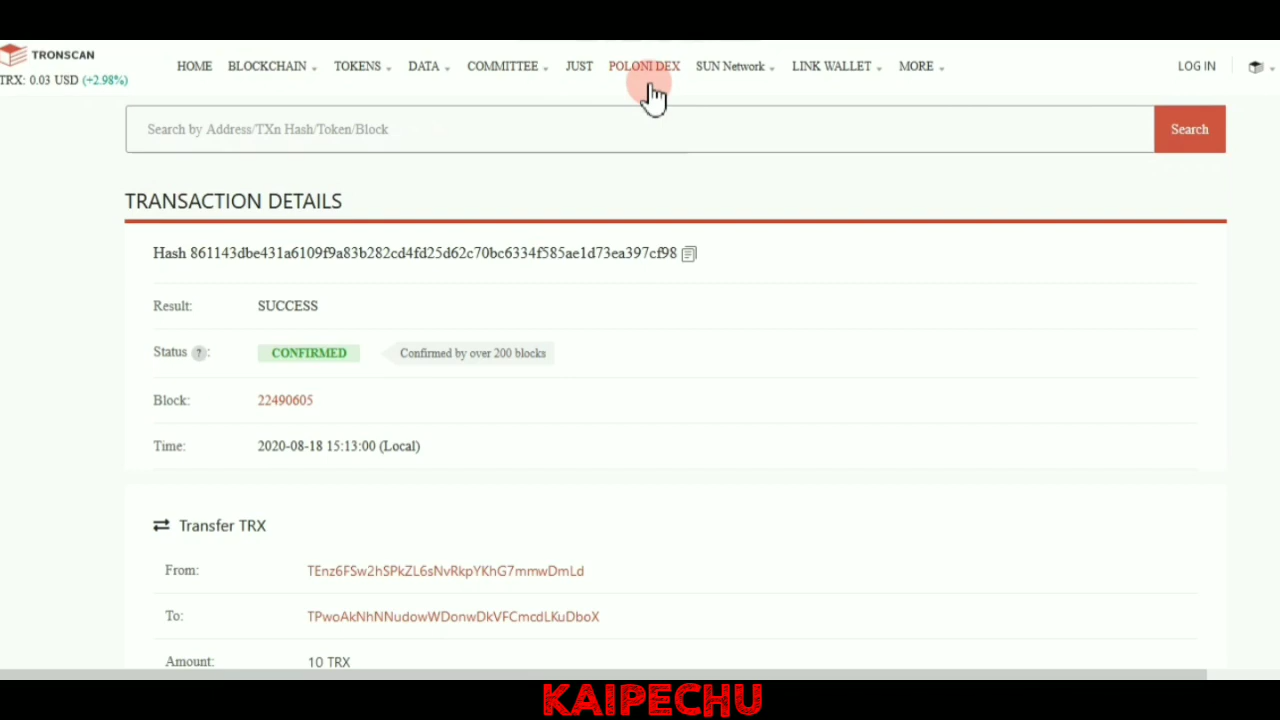 TRONSCAN
TRX: 0.03 USD (+2.98%)
HOME BLOCKCHAIN TOKENS DATA COMMITTEE JUST POLONI DEX SUN Network LINK WALLET MORE LOG IN
Search by Address/TXn Hash/Token/Block Search
TRANSACTION DETAILS
Hash 861143dbe431a6109f9a83b282cd4fd25d62c70bc6334f585ae1d73ea397cf98
Result: SUCCESS
Status ? : CONFIRMED Confirmed by over 200 blocks
Block: 22490605
Time: 2020-08-18 15:13:00 (Local)
Transfer TRX
From: TEnz6FSw2hSPkZL6sNvRkpYKhG7mmwDmLd
To: TPwoAkNhNNudowWDonwDkVFCmcdLKuDboX
Amount: 10 TRX
KAIPECHU